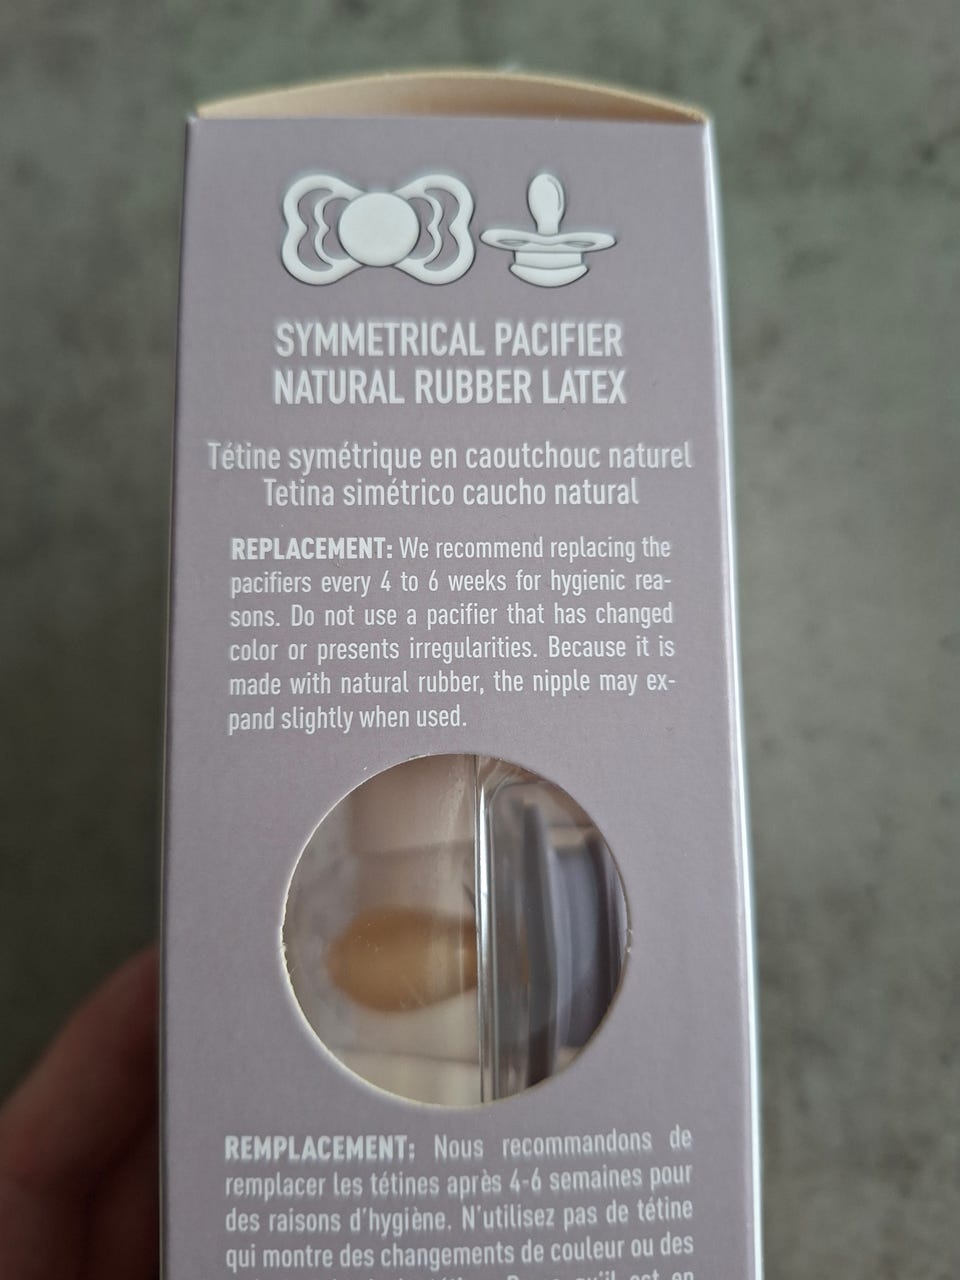 SYMMETRICAL PACIFIER
NATURAL RUBBER LATEX
Tétine symétrique en caoutchouc naturel
Tetina simétrico caucho natural
REPLACEMENT: We recommend replacing the
pacifiers every 4 to 6 weeks for hygienic rea-
sons. Do not use a pacifier that has changed
color or presents irregularities. Because it is
made with natural rubber, the nipple may ex-
pand slightly when used.
REMPLACEMENT: Nous recommandons de
remplacer les tétines après 4-6 semaines pour
des raisons d'hygiène. N'utilisez pas de tétine
qui montre des changements de couleur ou des